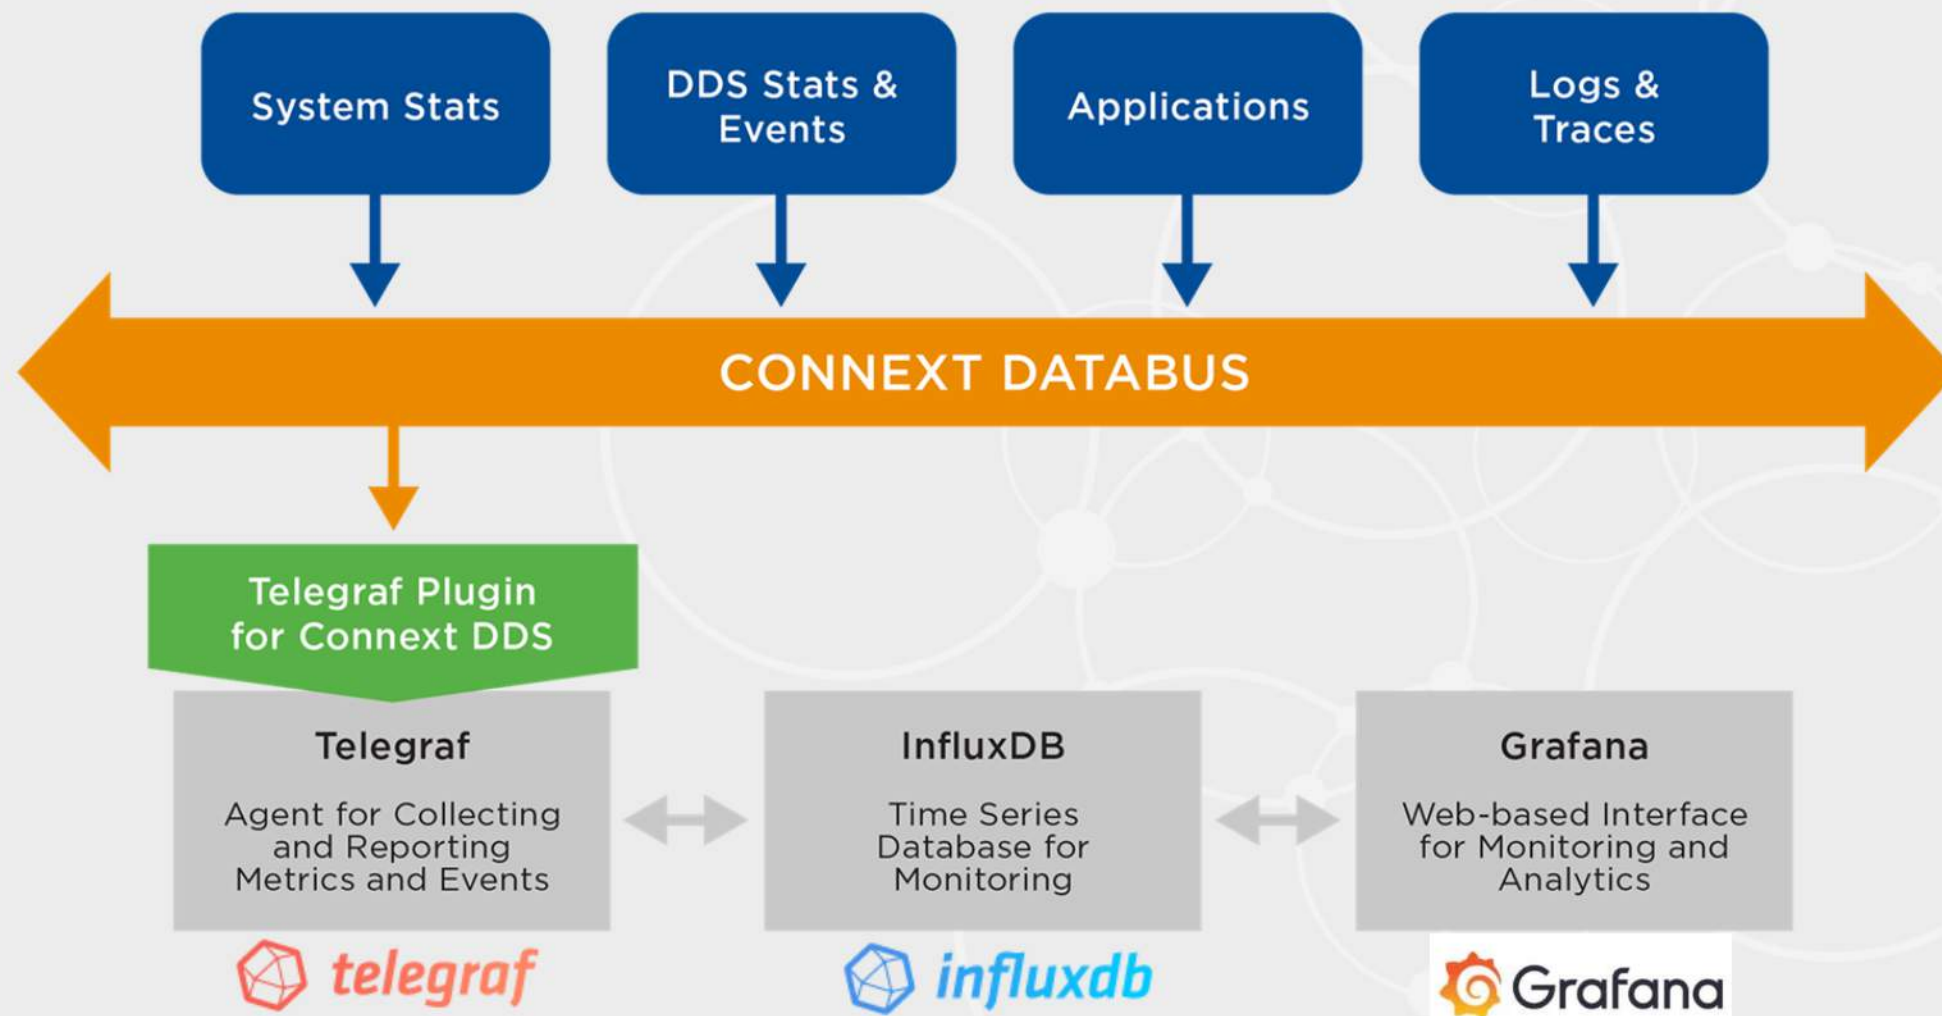 System Stats
DDS Stats &
Events
Applications
Logs &
Traces
CONNEXT DATABUS
Telegraf Plugin
for Connext DDS
Telegraf
Agent for Collecting
and Reporting
Metrics and Events
InfluxDB
Time Series
Database for
Monitoring
Grafana
Web-based Interface
for Monitoring and
Analytics
telegraf
influxdb
Grafana